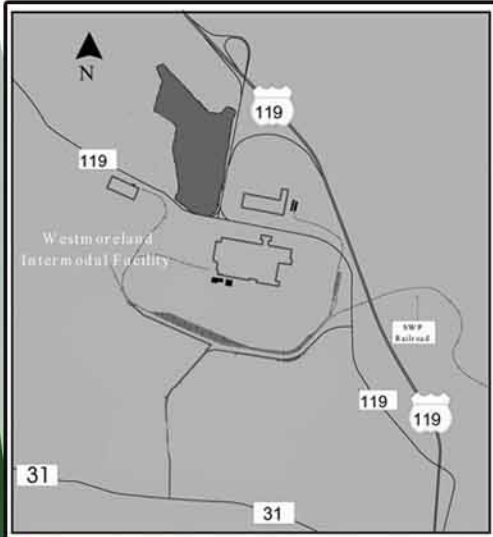 N
119
119
Westmoreland
Intermodal Facility
SWP
Railroad
119
119
31
31